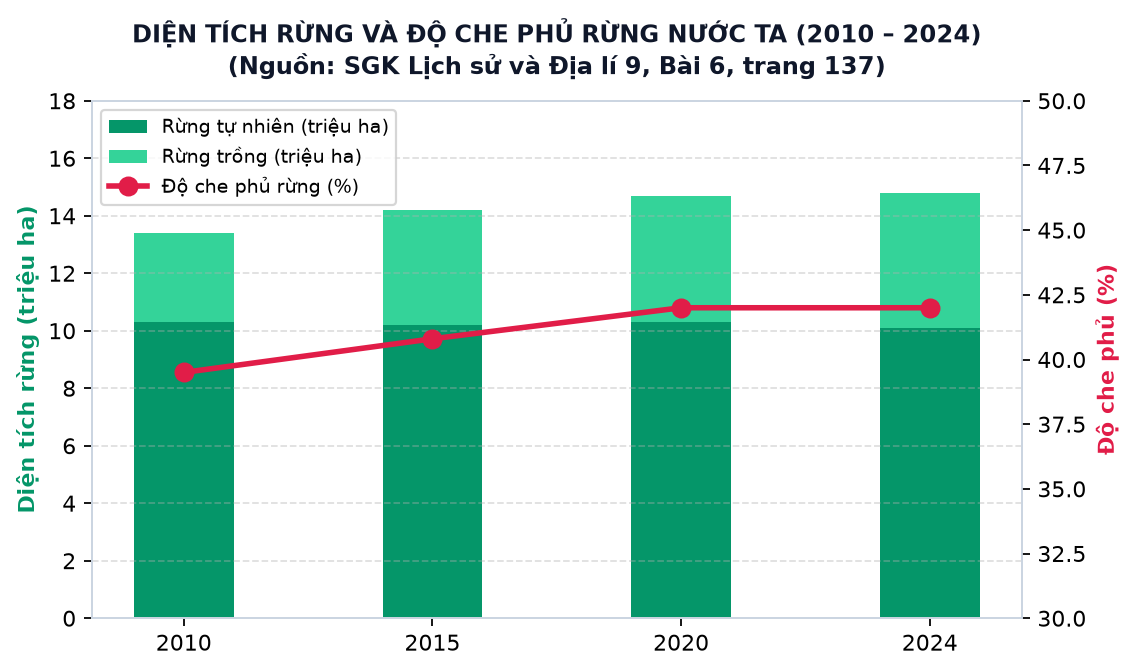 DIỆN TÍCH RỪNG VÀ ĐỘ CHE PHỦ RỪNG NƯỚC TA (2010 – 2024)
(Nguồn: SGK Lịch sử và Địa lí 9, Bài 6, trang 137)
Rừng tự nhiên (triệu ha)
Rừng trồng (triệu ha)
Độ che phủ rừng (%)
Diện tích rừng (triệu ha)
18
16
14
12
10
8
6
4
2
0
50.0
47.5
45.0
42.5
40.0
37.5
35.0
32.5
30.0
Độ che phủ (%)
2010 2015 2020 2024